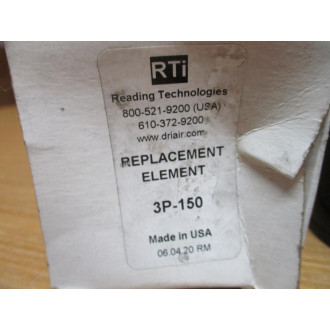 RTi
Reading Technologies
800-521-9200 (USA)
610-372-9200
www.driair.com
REPLACEMENT
ELEMENT
3P-150
Made in USA
06.04.20 RM